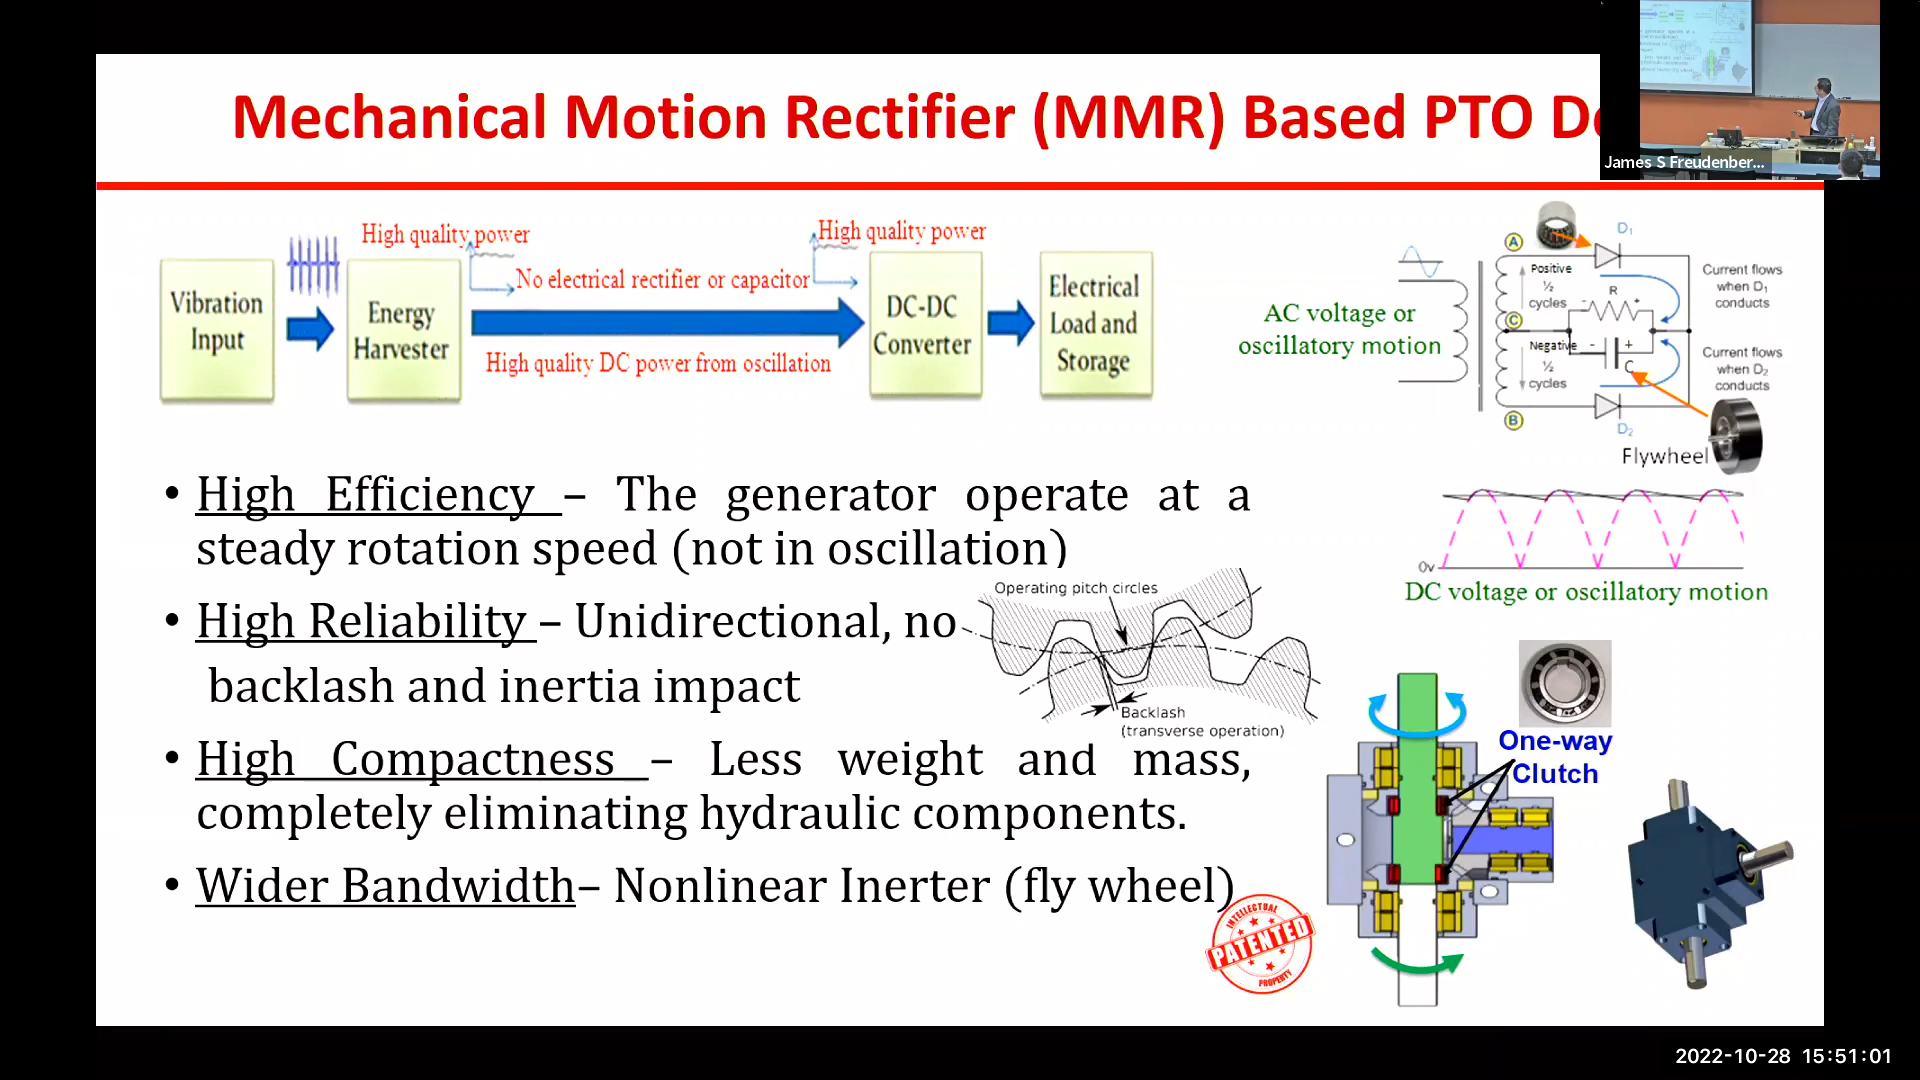 Mechanical Motion Rectifier (MMR) Based PTO D
James S Freudenber...
High quality power
High quality power
Vibration
Input
Energy
Harvester
No electrical rectifier or capacitor
High quality DC power from oscillation
DC-DC
Converter
Electrical
Load and
Storage
AC voltage or
oscillatory motion
A
D1
Positive
½
cycles
R
- +
C
Negative
½
cycles
- +
C
B
D2
Current flows
when D1
conducts
Current flows
when D2
conducts
Flywheel
0v
DC voltage or oscillatory motion
• High Efficiency – The generator operate at a
steady rotation speed (not in oscillation)
• High Reliability – Unidirectional, no
backlash and inertia impact
Operating pitch circles
Backlash
(transverse operation)
• High Compactness – Less weight and mass,
completely eliminating hydraulic components.
• Wider Bandwidth– Nonlinear Inerter (fly wheel)
INTELLECTUAL
PATENTED
PROPERTY
One-way
Clutch
2022-10-28 15:51:01